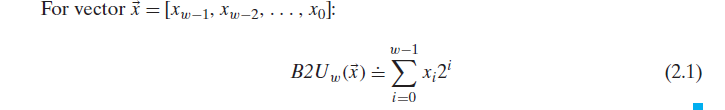 For vector x⃗ = [x_{w−1}, x_{w−2}, . . . , x_0]:
B2U_w(x⃗) ≐ ∑_{i=0}^{w−1} x_i 2^i (2.1)